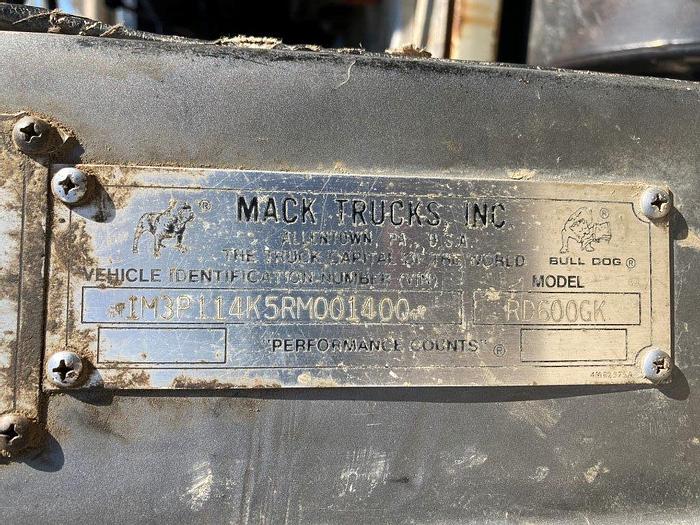 MACK TRUCKS, INC
ALLENTOWN, PA., U.S.A.
THE TRUCK CAPITAL OF THE WORLD
BULL DOG ®
VEHICLE IDENTIFICATION NUMBER (VIN)
MODEL
1M3P114K5RM001400
RD600GK
"PERFORMANCE COUNTS" ®